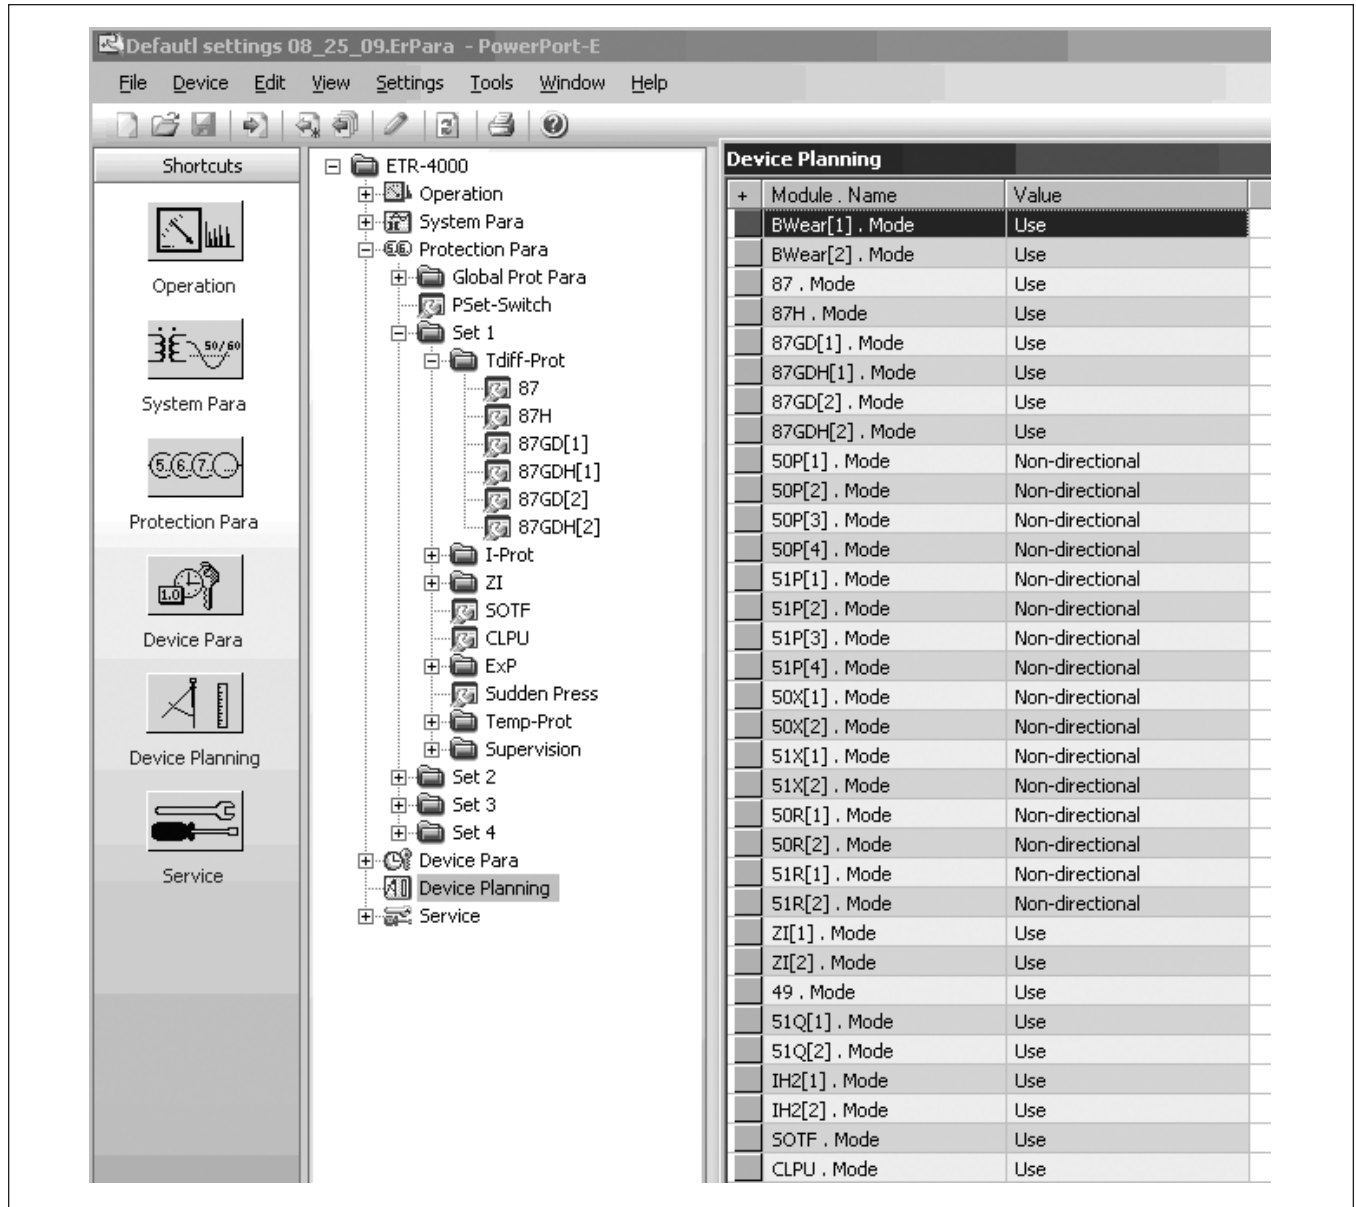 Defautl settings 08_25_09.ErPara - PowerPort-E
File Device Edit View Settings Tools Window Help
Shortcuts
Operation
System Para
Protection Para
Device Para
Device Planning
Service
ETR-4000
Operation
System Para
Protection Para
Global Prot Para
PSet-Switch
Set 1
Tdiff-Prot
87
87H
87GD[1]
87GDH[1]
87GD[2]
87GDH[2]
I-Prot
ZI
SOTF
CLPU
ExP
Sudden Press
Temp-Prot
Supervision
Set 2
Set 3
Set 4
Device Para
Device Planning
Service
Device Planning
+ Module . Name Value
BWear[1] . Mode Use
BWear[2] . Mode Use
87 . Mode Use
87H . Mode Use
87GD[1] . Mode Use
87GDH[1] . Mode Use
87GD[2] . Mode Use
87GDH[2] . Mode Use
50P[1] . Mode Non-directional
50P[2] . Mode Non-directional
50P[3] . Mode Non-directional
50P[4] . Mode Non-directional
51P[1] . Mode Non-directional
51P[2] . Mode Non-directional
51P[3] . Mode Non-directional
51P[4] . Mode Non-directional
50X[1] . Mode Non-directional
50X[2] . Mode Non-directional
51X[1] . Mode Non-directional
51X[2] . Mode Non-directional
50R[1] . Mode Non-directional
50R[2] . Mode Non-directional
51R[1] . Mode Non-directional
51R[2] . Mode Non-directional
ZI[1] . Mode Use
ZI[2] . Mode Use
49 . Mode Use
51Q[1] . Mode Use
51Q[2] . Mode Use
IH2[1] . Mode Use
IH2[2] . Mode Use
SOTF . Mode Use
CLPU . Mode Use
50/60
5.(6.(7.(...)
1.0